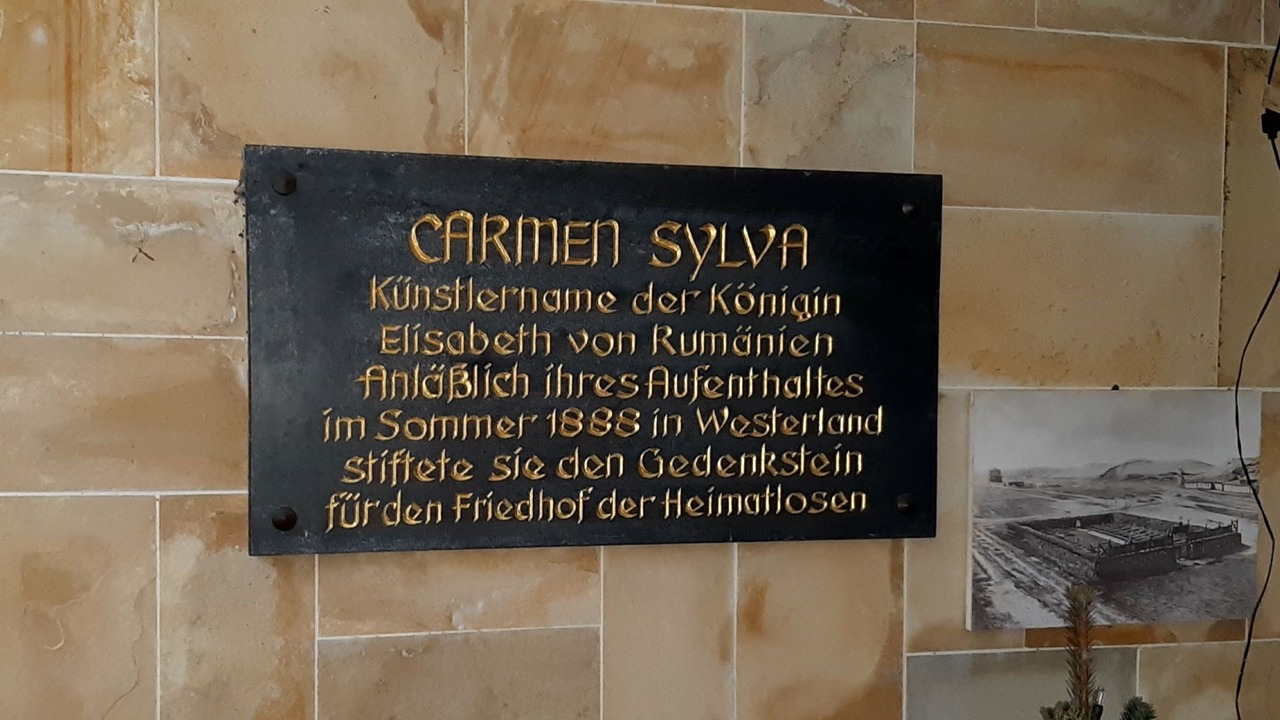 CARMEN SYLVA
Künstlername der Königin
Elisabeth von Rumänien
Anläßlich ihres Aufenthaltes
im Sommer 1888 in Westerland
stiftete sie den Gedenkstein
für den Friedhof der Heimatlosen